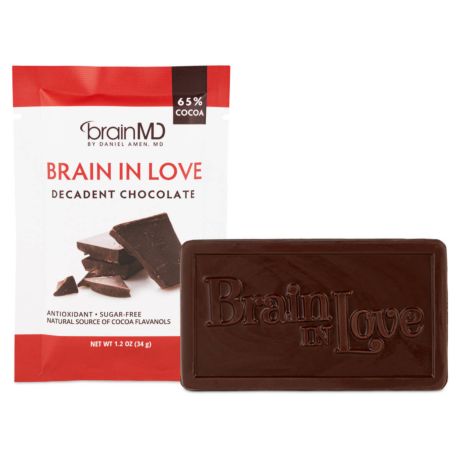 65%
COCOA
brainMD
BY DANIEL AMEN, MD
BRAIN IN LOVE
DECADENT CHOCOLATE
ANTIOXIDANT • SUGAR-FREE
NATURAL SOURCE OF COCOA FLAVANOLS
NET WT 1.2 OZ (34 g)
Brain
IN Love